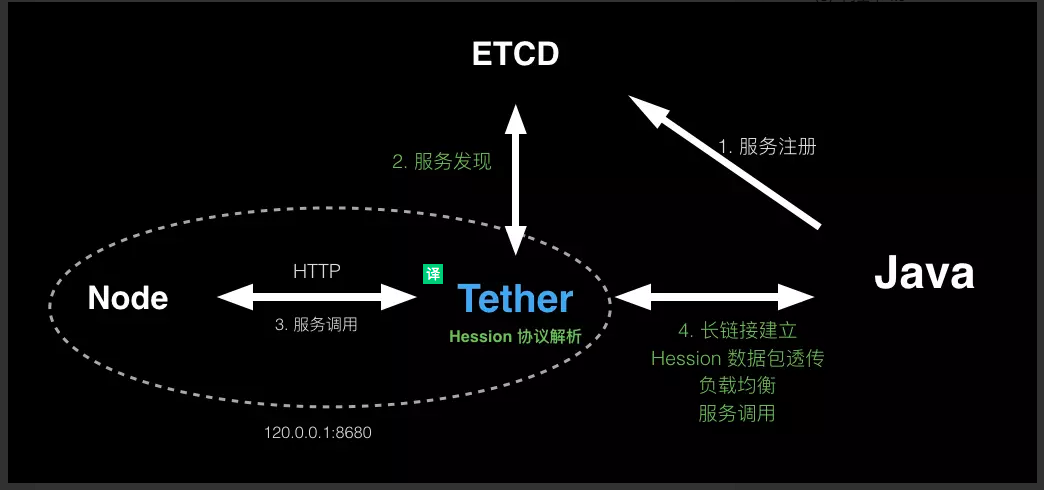 ETCD
1. 服务注册
2. 服务发现
Java
HTTP
译
Node
Tether
3. 服务调用
Hession 协议解析
4. 长链接建立
Hession 数据包透传
负载均衡
服务调用
120.0.0.1:8680